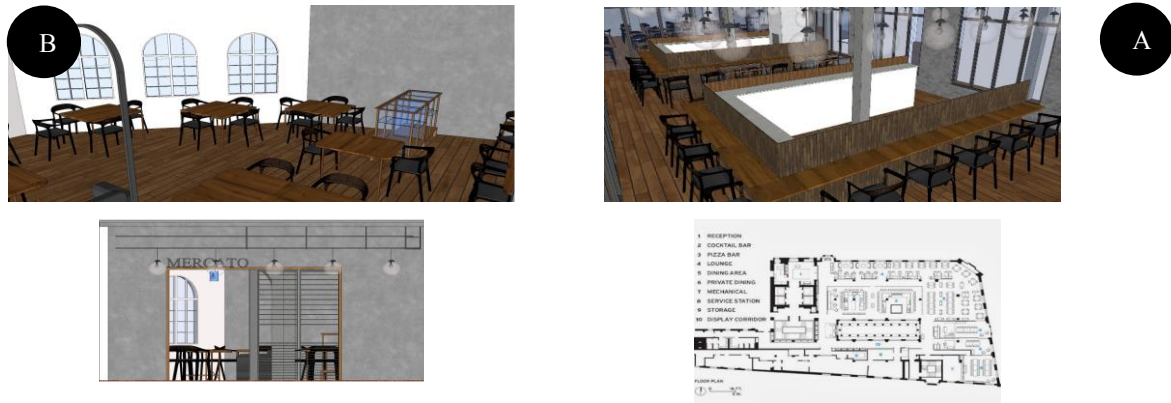 B
A
MERCATO
1 RECEPTION
2 COCKTAIL BAR
3 PIZZA BAR
4 LOUNGE
5 DINING AREA
6 PRIVATE DINING
7 MECHANICAL
8 SERVICE STATION
9 STORAGE
10 DISPLAY CORRIDOR
FLOOR PLAN